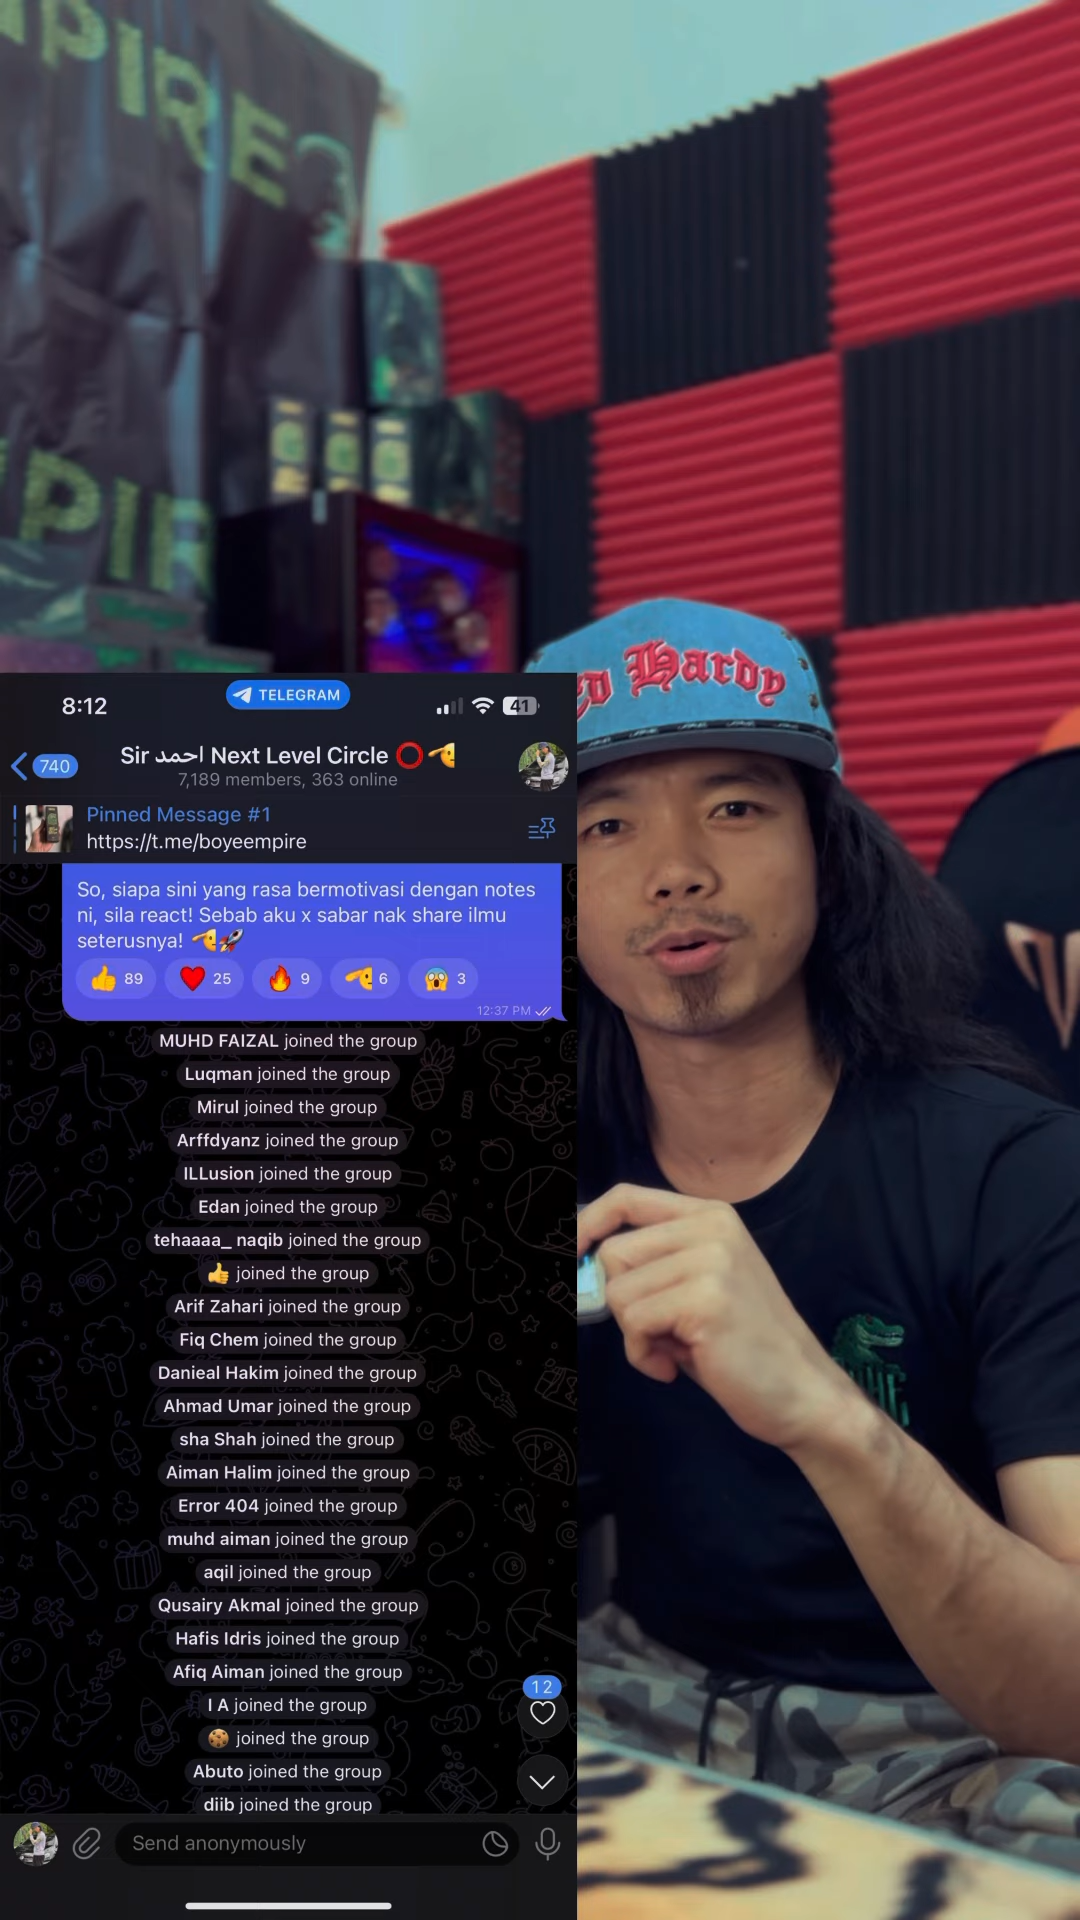 PIRE
PIR
Ed Hardy
8:12
TELEGRAM
41
740
Sir احمد Next Level Circle ⭕🫡
7,189 members, 363 online
Pinned Message #1
https://t.me/boyeempire
So, siapa sini yang rasa bermotivasi dengan notes
ni, sila react! Sebab aku x sabar nak share ilmu
seterusnya! 🫡🚀
👍 89 ❤️ 25 🔥 9 🫡 6 😱 3
12:37 PM
MUHD FAIZAL joined the group
Luqman joined the group
Mirul joined the group
Arffdyanz joined the group
ILLusion joined the group
Edan joined the group
tehaaaa_ naqib joined the group
👍 joined the group
Arif Zahari joined the group
Fiq Chem joined the group
Danieal Hakim joined the group
Ahmad Umar joined the group
sha Shah joined the group
Aiman Halim joined the group
Error 404 joined the group
muhd aiman joined the group
aqil joined the group
Qusairy Akmal joined the group
Hafis Idris joined the group
Afiq Aiman joined the group
I A joined the group
🍪 joined the group
Abuto joined the group
diib joined the group
12
Send anonymously